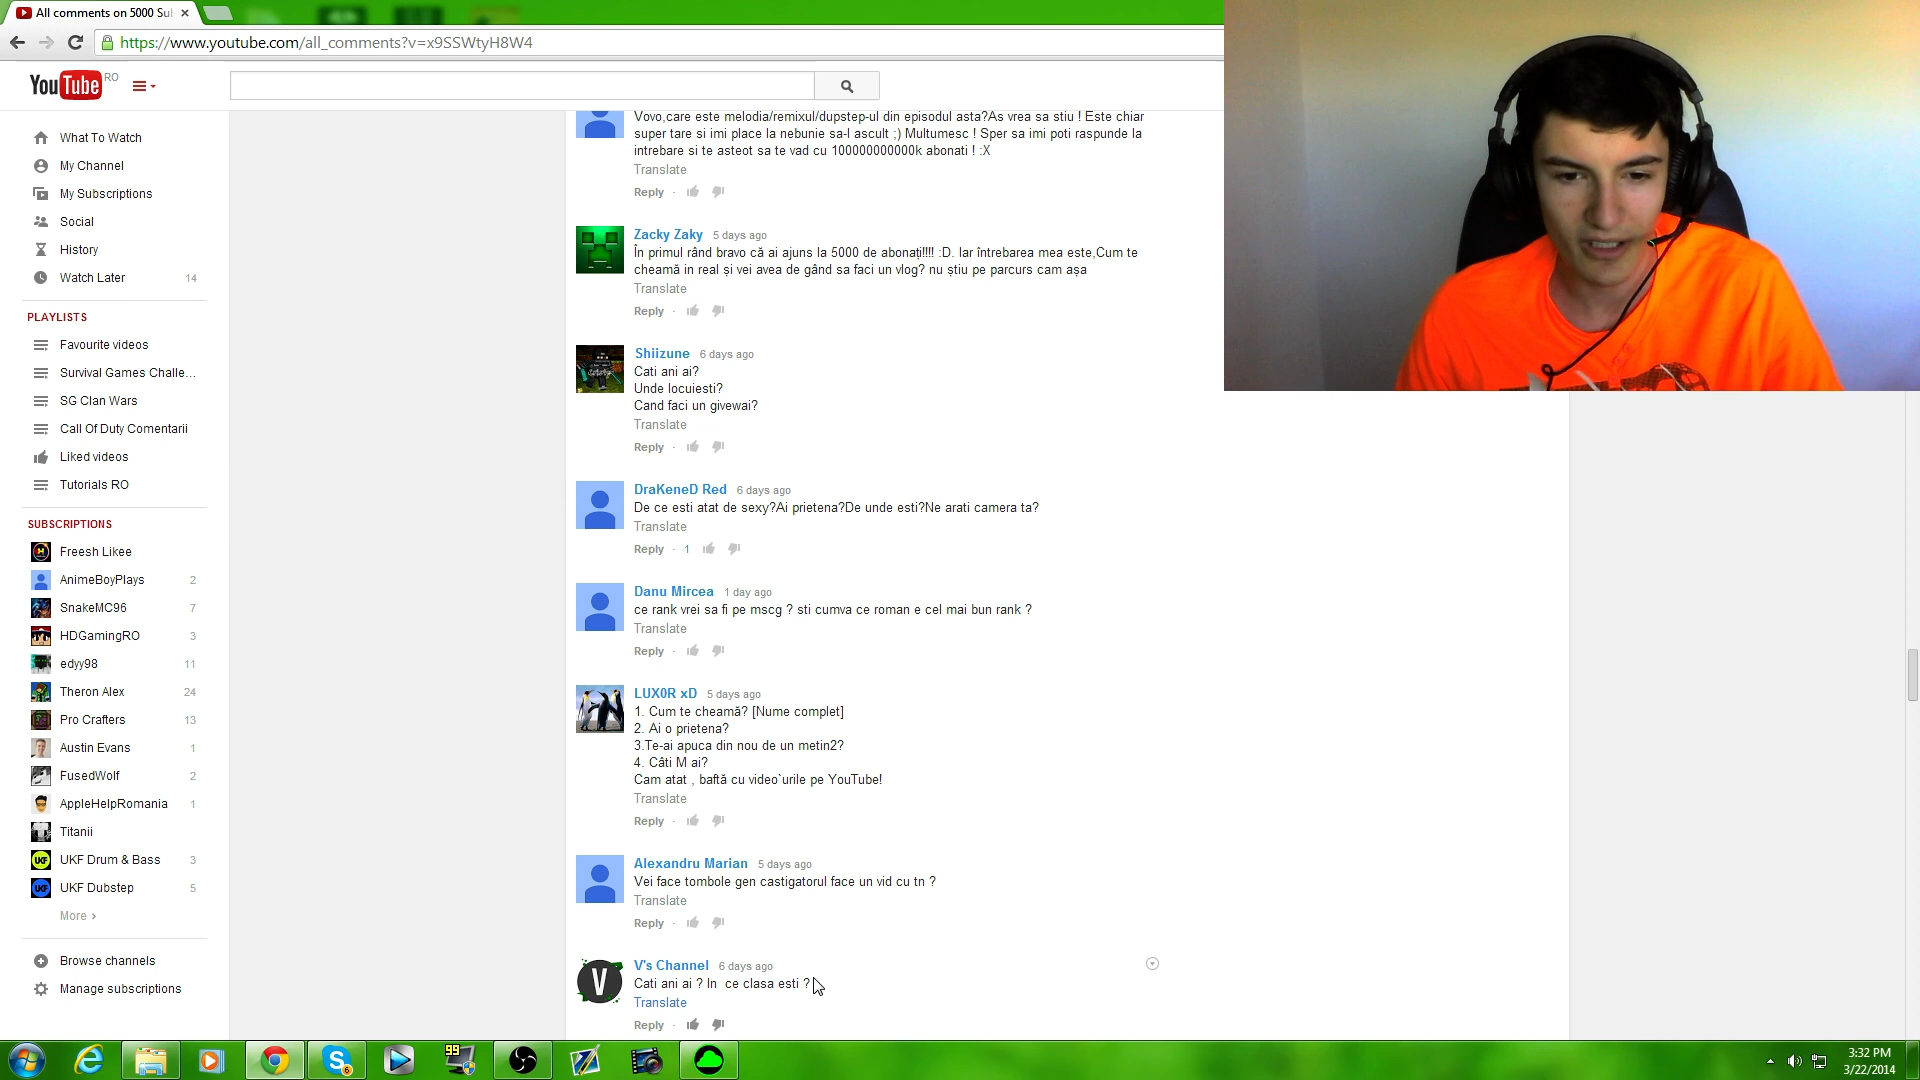 All comments on 5000 Sul
https://www.youtube.com/all_comments?v=x9SSWtyH8W4
YouTube RO
What To Watch
My Channel
My Subscriptions
Social
History
Watch Later 14
PLAYLISTS
Favourite videos
Survival Games Challe...
SG Clan Wars
Call Of Duty Comentarii
Liked videos
Tutorials RO
SUBSCRIPTIONS
Freesh Likee
AnimeBoyPlays 2
SnakeMC96 7
HDGamingRO 3
edyy98 11
Theron Alex 24
Pro Crafters 13
Austin Evans 1
FusedWolf 2
AppleHelpRomania 1
Titanii
UKF Drum & Bass 3
UKF Dubstep 5
More ›
Browse channels
Manage subscriptions
Vovo,care este melodia/remixul/dupstep-ul din episodul asta?As vrea sa stiu ! Este chiar
super tare si imi place la nebunie sa-l ascult ;) Multumesc ! Sper sa imi poti raspunde la
intrebare si te asteot sa te vad cu 100000000000k abonati ! :X
Translate
Reply ·
Zacky Zaky 5 days ago
În primul rând bravo că ai ajuns la 5000 de abonați!!!! :D. Iar întrebarea mea este,Cum te
cheamă in real și vei avea de gând sa faci un vlog? nu știu pe parcurs cam așa
Translate
Reply ·
Shiizune 6 days ago
Cati ani ai?
Unde locuiesti?
Cand faci un givewai?
Translate
Reply ·
DraKeneD Red 6 days ago
De ce esti atat de sexy?Ai prietena?De unde esti?Ne arati camera ta?
Translate
Reply · 1
Danu Mircea 1 day ago
ce rank vrei sa fi pe mscg ? sti cumva ce roman e cel mai bun rank ?
Translate
Reply ·
LUX0R xD 5 days ago
1. Cum te cheamă? [Nume complet]
2. Ai o prietena?
3.Te-ai apuca din nou de un metin2?
4. Câti M ai?
Cam atat , baftă cu video`urile pe YouTube!
Translate
Reply ·
Alexandru Marian 5 days ago
Vei face tombole gen castigatorul face un vid cu tn ?
Translate
Reply ·
V
V's Channel 6 days ago
Cati ani ai ? In  ce clasa esti ?
Translate
Reply ·
99
6
3:32 PM
3/22/2014